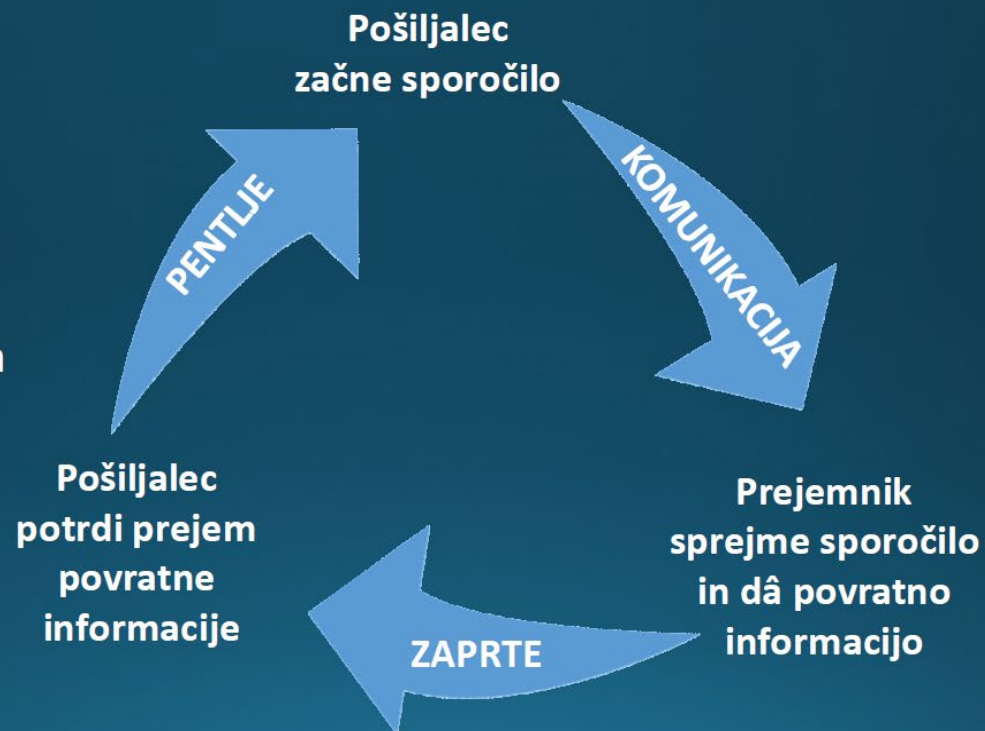 Pošiljalec
začne sporočilo
KOMUNIKACIJA
Prejemnik
sprejme sporočilo
in dâ povratno
informacijo
ZAPRTE
Pošiljalec
potrdi prejem
povratne
informacije
PENTLJE